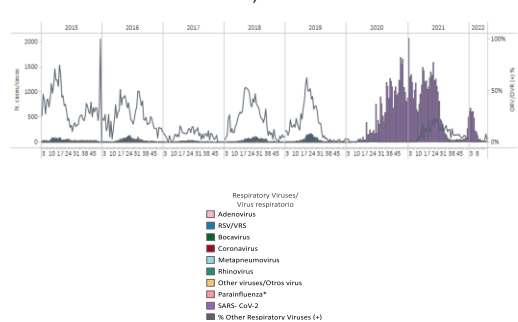 2015 2016 2017 2018 2019 2020 2021 2022
N. cases/casos
2000
1500
1000
500
0
100%
50%
0%
ORV/OVR (+) %
3 10 17 24 31 38 45 3 10 17 24 31 38 45 3 10 17 24 31 38 45 3 10 17 24 31 38 45 3 10 17 24 31 38 45 3 10 17 24 31 38 45 3 10 17 24 31 38 45 3 8
Respiratory Viruses/
Virus respiratorio
Adenovirus
RSV/VRS
Bocavirus
Coronavirus
Metapneumovirus
Rhinovirus
Other viruses/Otros virus
Parainfluenza*
SARS- CoV-2
% Other Respiratory Viruses (+)